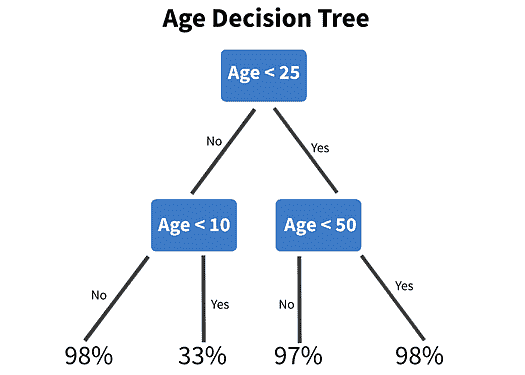 Age Decision Tree
Age < 25
No
Yes
Age < 10
Age < 50
No
Yes
No
Yes
98%
33%
97%
98%